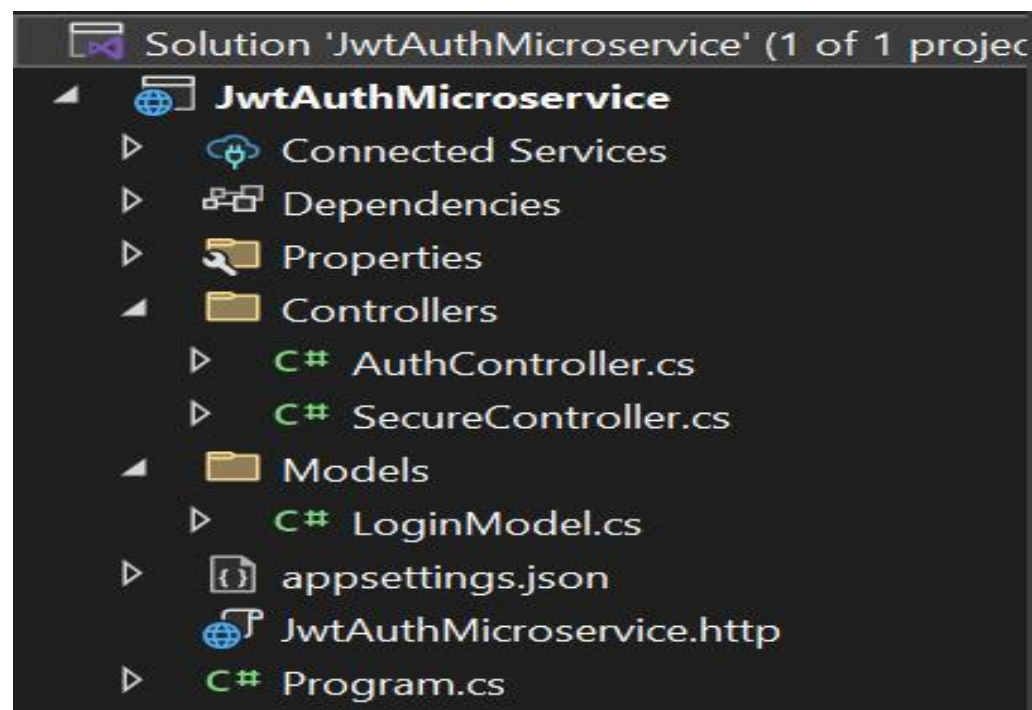 Solution 'JwtAuthMicroservice' (1 of 1 projec
JwtAuthMicroservice
Connected Services
Dependencies
Properties
Controllers
C# AuthController.cs
C# SecureController.cs
Models
C# LoginModel.cs
appsettings.json
JwtAuthMicroservice.http
C# Program.cs